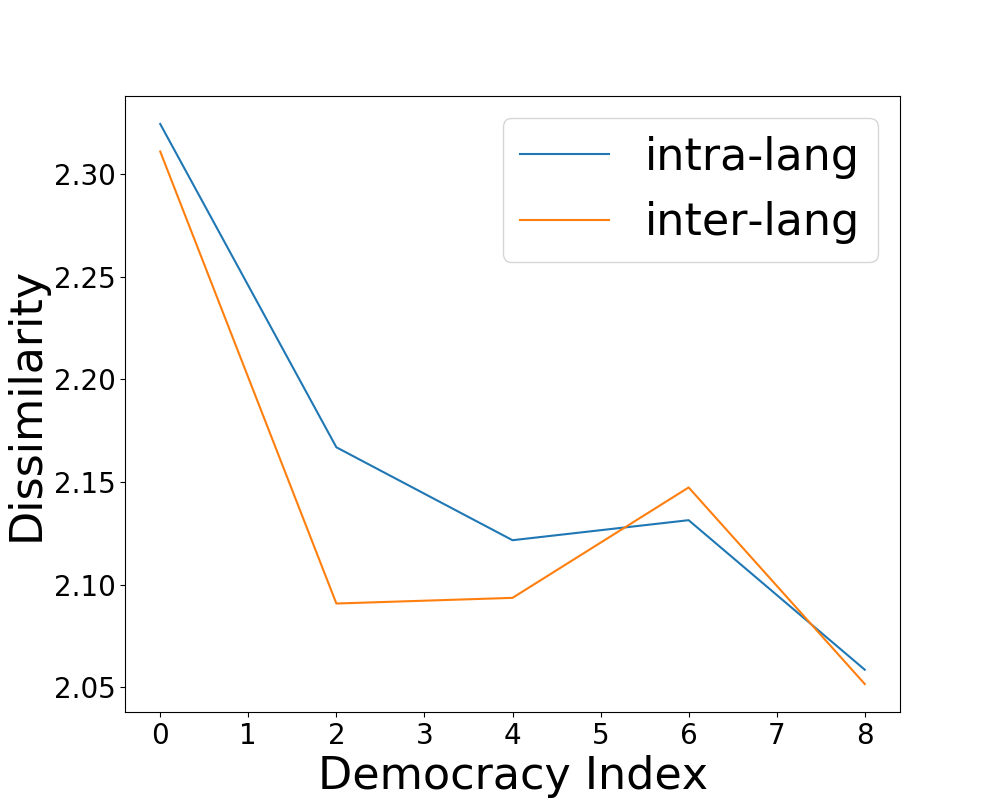 intra-lang
inter-lang
2.30
2.25
2.20
2.15
2.10
2.05
Dissimilarity
0 1 2 3 4 5 6 7 8
Democracy Index